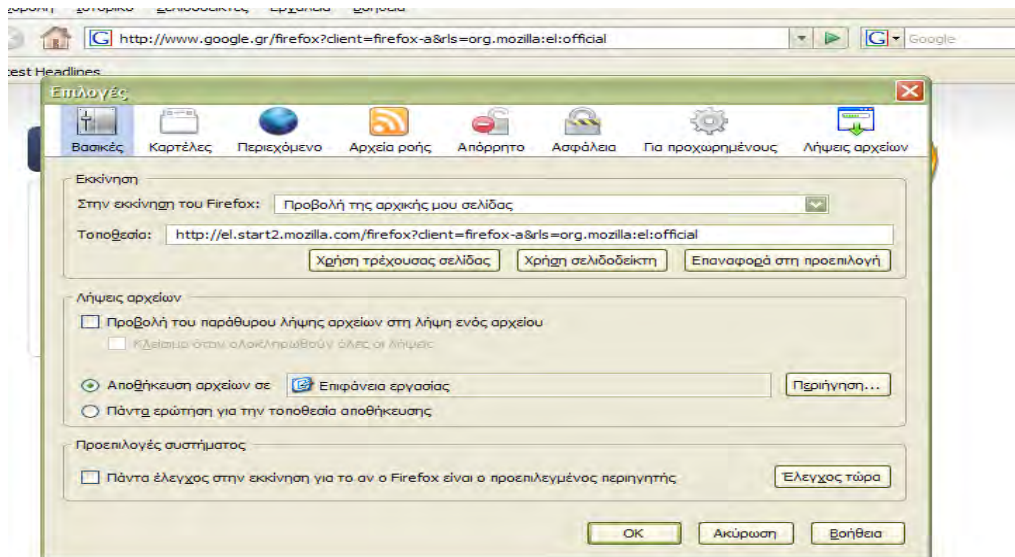 http://www.google.gr/firefox?client=firefox-a&rls=org.mozilla:el:official Google
Headlines
Επιλογές
Βασικές Καρτέλες Περιεχόμενο Αρχεία ροής Απόρρητο Ασφάλεια Για προχωρημένους Λήψεις αρχείων
Εκκίνηση
Στην εκκίνηση του Firefox: Προβολή της αρχικής μου σελίδας
Τοποθεσία: http://el.start2.mozilla.com/firefox?client=firefox-a&rls=org.mozilla:el:official
Χρήση τρέχουσας σελίδας Χρήση σελιδοδείκτη Επαναφορά στη προεπιλογή
Λήψεις αρχείων
Προβολή του παράθυρου λήψης αρχείων στη λήψη ενός αρχείου
Κλείσιμο όταν ολοκληρωθούν όλες οι λήψεις
Αποθήκευση αρχείων σε Επιφάνεια εργασίας Περιήγηση...
Πάντα ερώτηση για την τοποθεσία αποθήκευσης
Προεπιλογές συστήματος
Πάντα έλεγχος στην εκκίνηση για το αν ο Firefox είναι ο προεπιλεγμένος περιηγητής Έλεγχος τώρα
OK Ακύρωση Βοήθεια